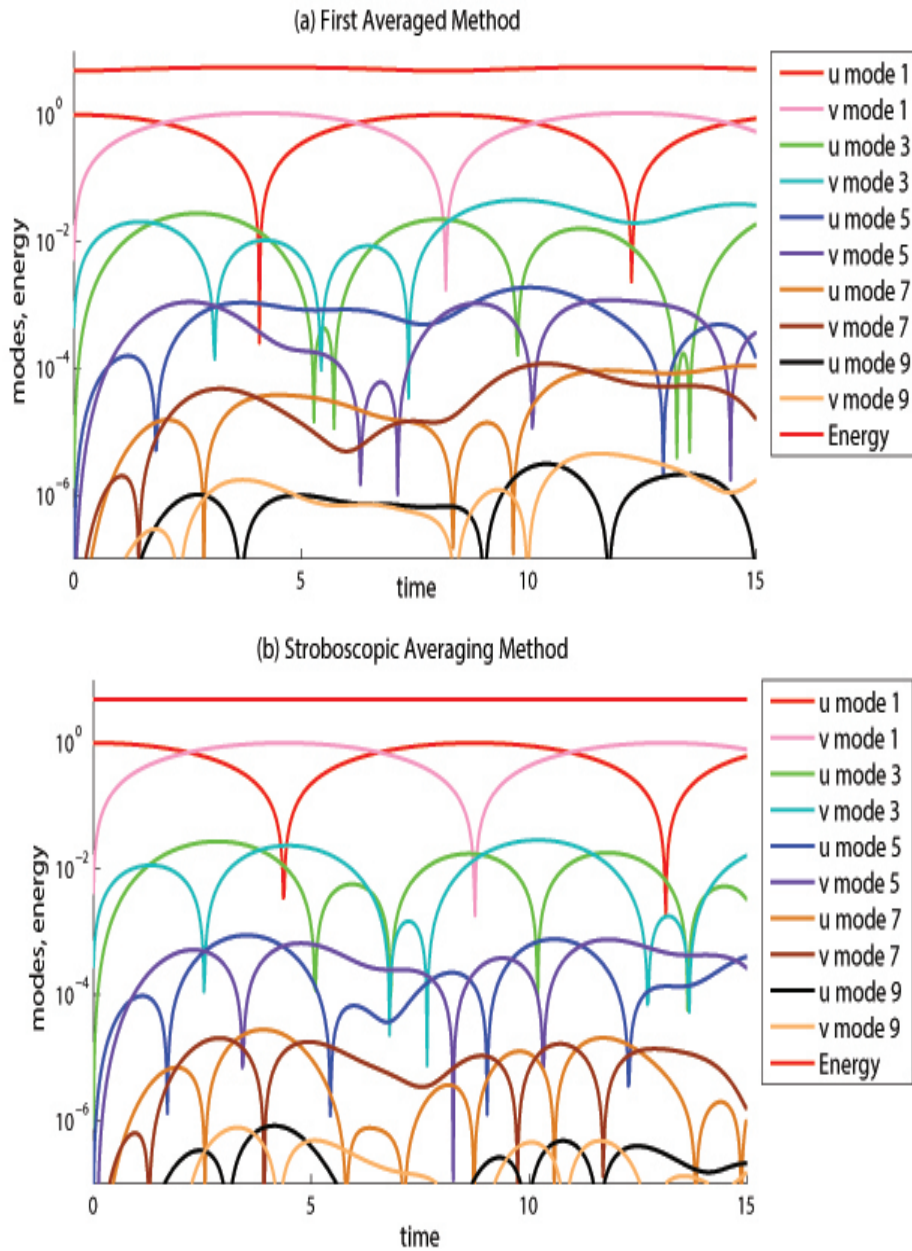 (a) First Averaged Method
u mode 1
v mode 1
u mode 3
v mode 3
u mode 5
v mode 5
u mode 7
v mode 7
u mode 9
v mode 9
Energy
modes, energy
10^0
10^-2
10^-4
10^-6
0
5
10
15
time
(b) Stroboscopic Averaging Method
u mode 1
v mode 1
u mode 3
v mode 3
u mode 5
v mode 5
u mode 7
v mode 7
u mode 9
v mode 9
Energy
modes, energy
10^0
10^-2
10^-4
10^-6
0
5
10
15
time